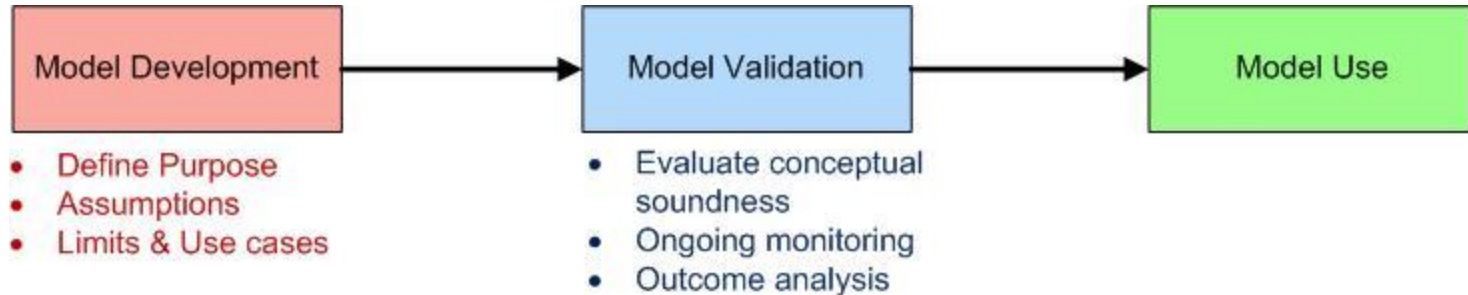 Model Development
Model Validation
Model Use
• Define Purpose
• Assumptions
• Limits & Use cases
• Evaluate conceptual
soundness
• Ongoing monitoring
• Outcome analysis